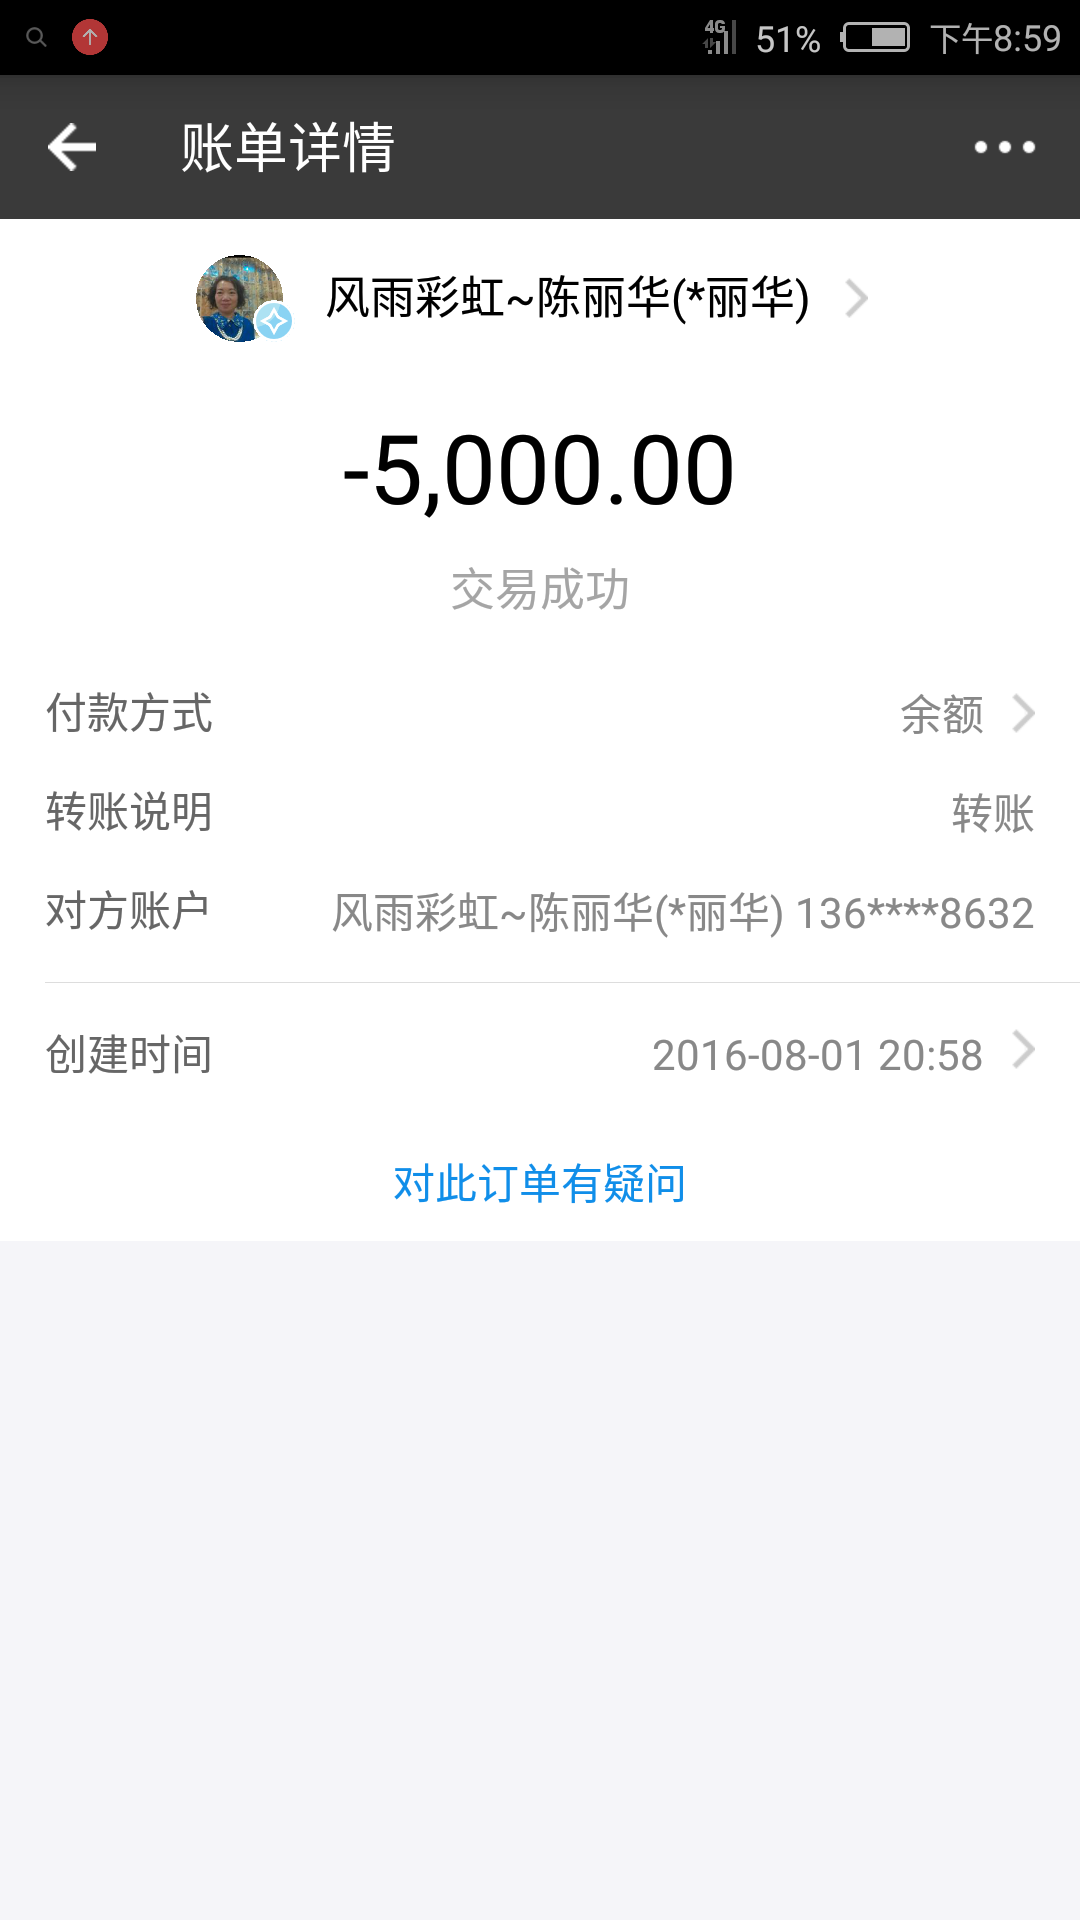 4G 51% 下午8:59
账单详情
风雨彩虹~陈丽华(*丽华)
-5,000.00
交易成功
付款方式 余额
转账说明 转账
对方账户 风雨彩虹~陈丽华(*丽华) 136****8632
创建时间 2016-08-01 20:58
对此订单有疑问